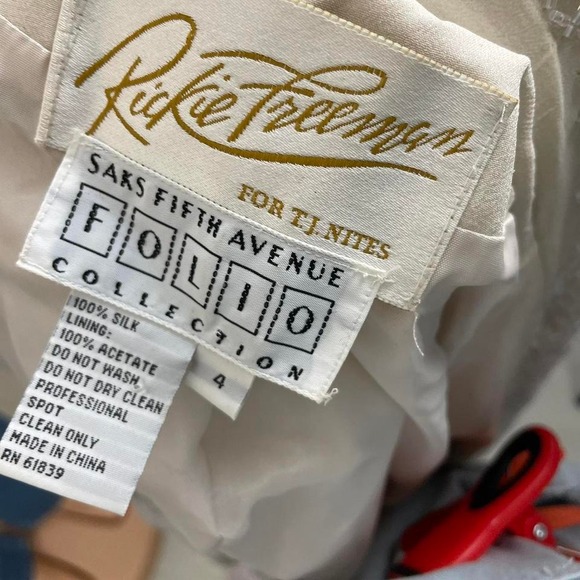 Rickie Freeman
FOR T.J. NITES
SAKS FIFTH AVENUE
FOLIO
COLLECTION
4
100% SILK
LINING:
100% ACETATE
DO NOT WASH
DO NOT DRY CLEAN
PROFESSIONAL
SPOT
CLEAN ONLY
MADE IN CHINA
RN 61839